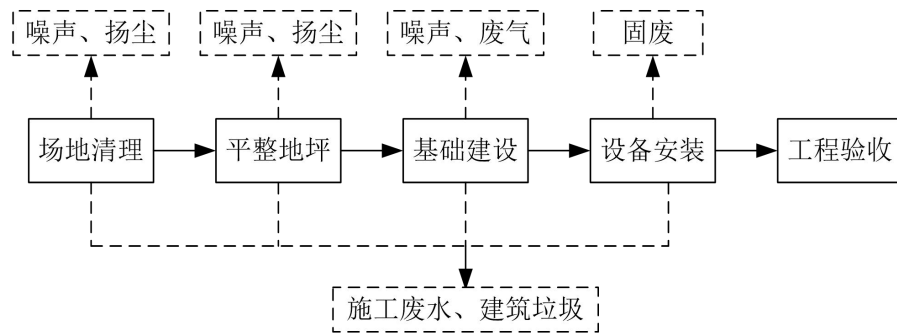 噪声、扬尘
噪声、扬尘
噪声、废气
固废
场地清理
平整地坪
基础建设
设备安装
工程验收
施工废水、建筑垃圾